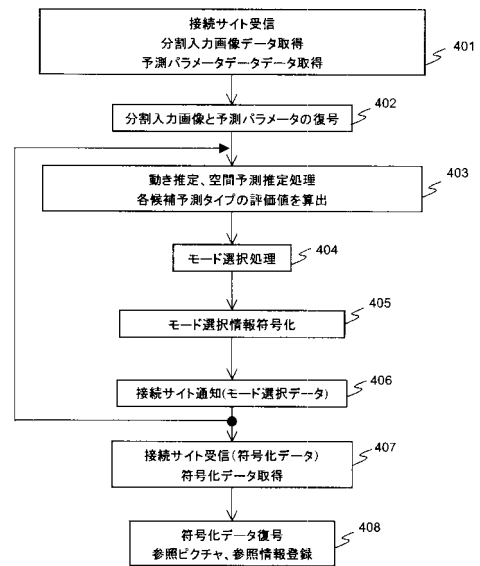 接続サイト受信
分割入力画像データ取得
予測パラメータデータデータ取得
401
402
分割入力画像と予測パラメータの復号
動き推定、空間予測推定処理
各候補予測タイプの評価値を算出
403
モード選択処理
404
405
モード選択情報符号化
接続サイト通知(モード選択データ)
406
接続サイト受信(符号化データ)
符号化データ取得
407
符号化データ復号
参照ピクチャ、参照情報登録
408